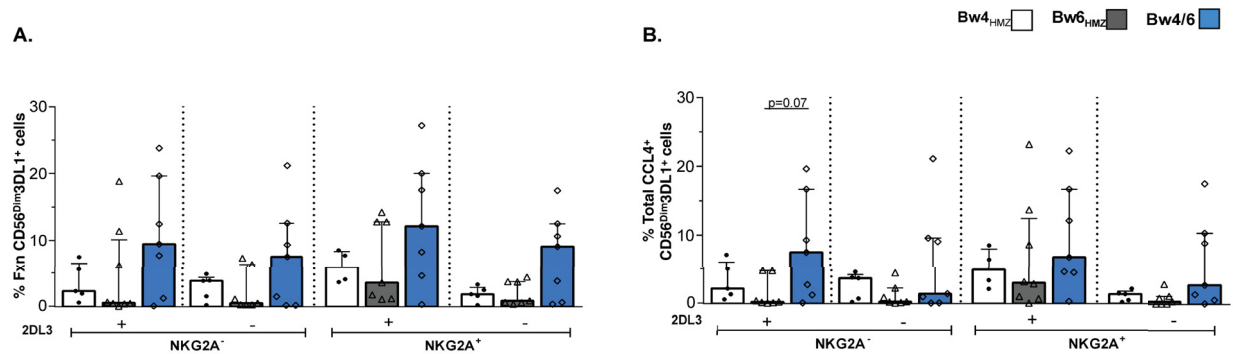 Bw4HMZ Bw6HMZ Bw4/6
A.
% Fxn CD56Dim3DL1+ cells
30
20
10
0
2DL3 + - + -
NKG2A- NKG2A+
B.
% Total CCL4+
CD56Dim3DL1+ cells
30
20
10
0
p=0.07
2DL3 + - + -
NKG2A- NKG2A+